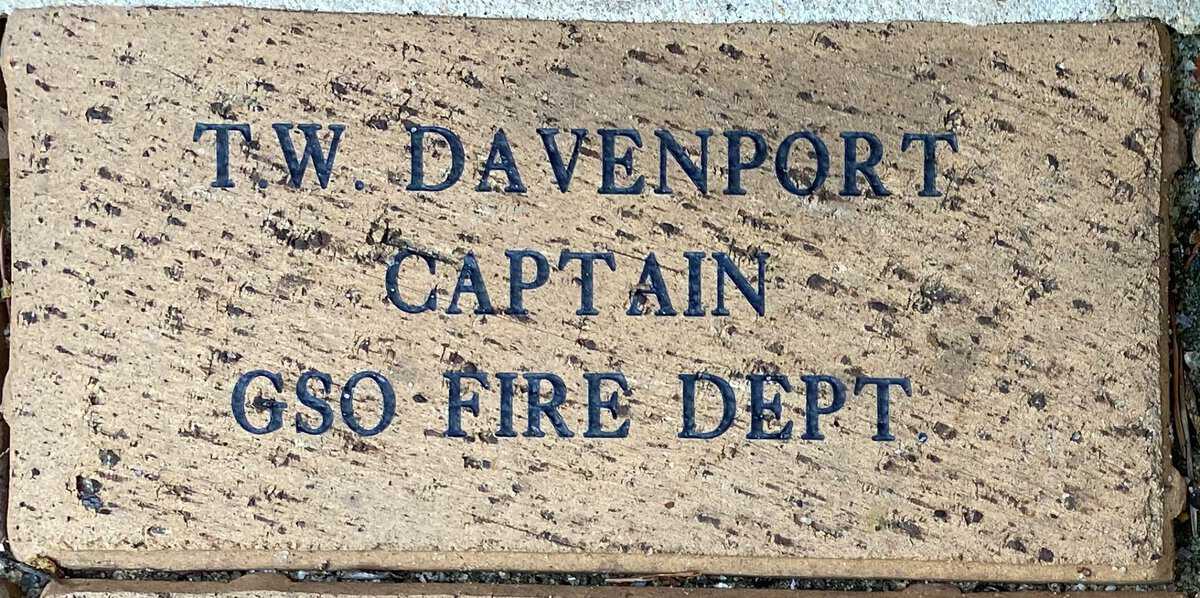 T.W. DAVENPORT
CAPTAIN
GSO FIRE DEPT.